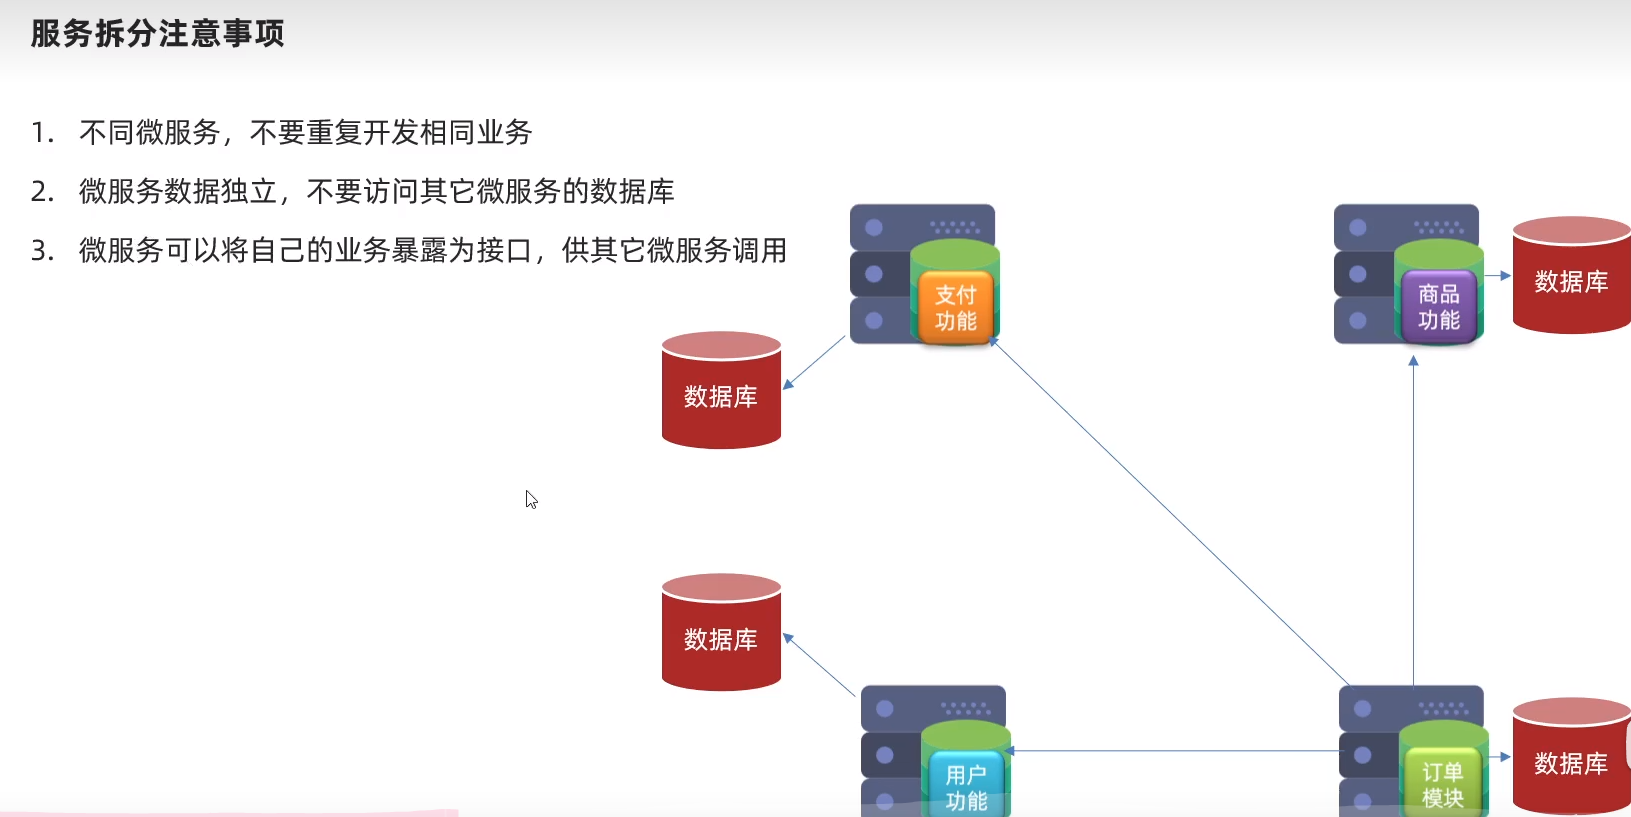 服务拆分注意事项
1. 不同微服务，不要重复开发相同业务
2. 微服务数据独立，不要访问其它微服务的数据库
3. 微服务可以将自己的业务暴露为接口，供其它微服务调用
支付
功能
商品
功能
数据库
数据库
数据库
用户
功能
订单
模块
数据库